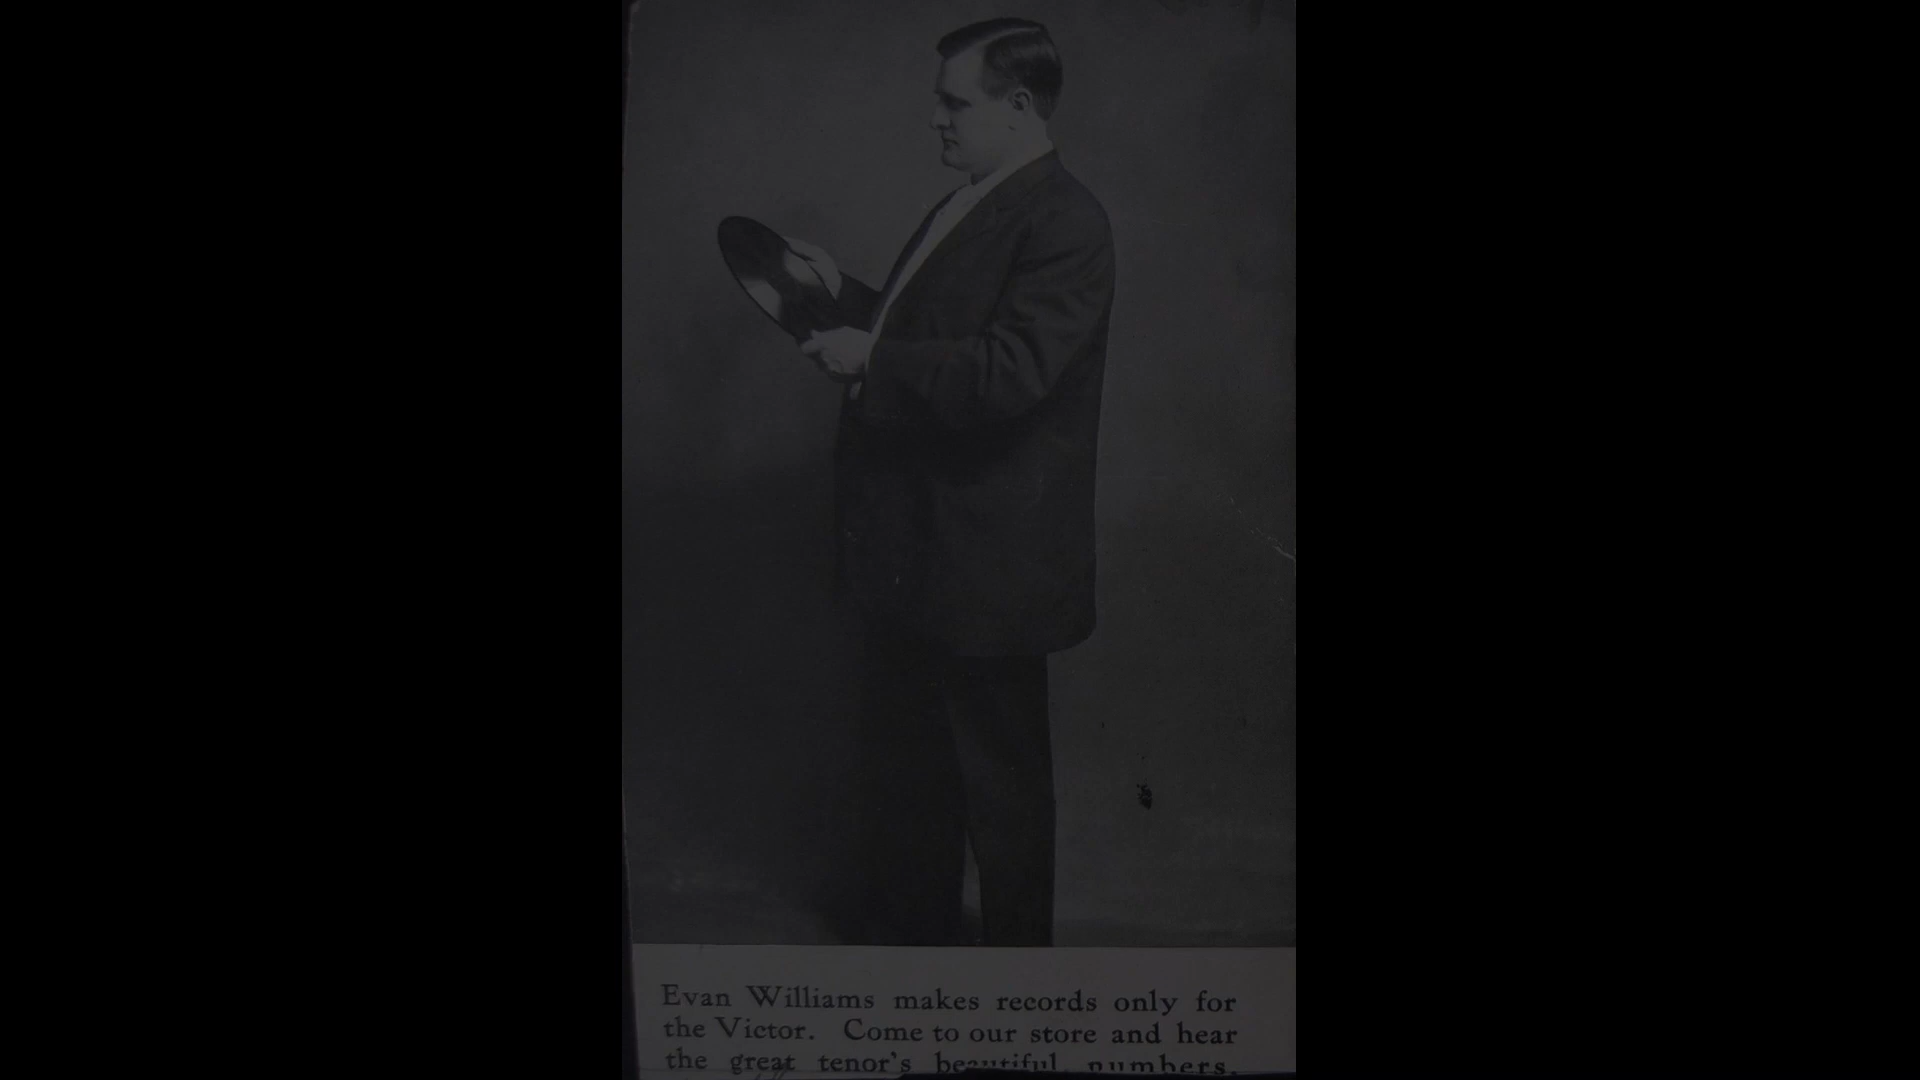 Evan Williams makes records only for
the Victor. Come to our store and hear
the great tenor's beautiful numbers.